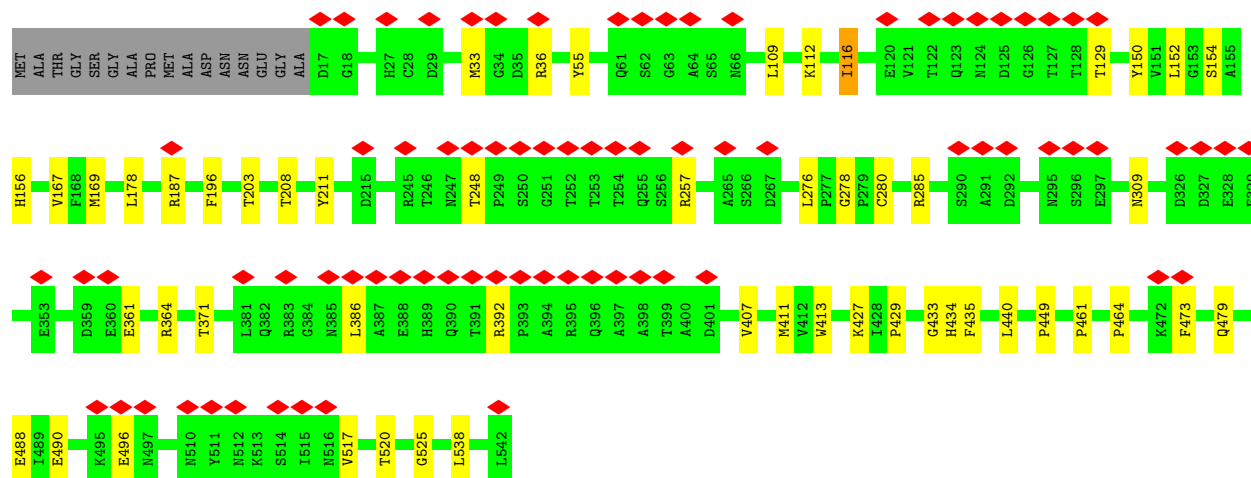 MET ALA THR GLY SER GLY ALA PRO MET ALA ASP ASN ASN GLU GLY ALA D17 G18 H27 C28 D29 M33 G34 D35 R36 Y55 Q61 S62 G63 A64 S65 N66 L109 K112 I116 E120 V121 T122 Q123 N124 D125 G126 T127 T128 T129 Y150 V151 L152 G153 S154 A155
H156 V167 F168 M169 L178 R187 F196 T203 T208 Y211 D215 R245 T246 N247 T248 P249 S250 G251 T252 T253 T254 Q255 S256 R257 A265 S266 D267 L276 P277 G278 P279 C280 R285 S290 A291 D292 N295 S296 E297 N309 D326 D327 E328
E353 D359 E360 E361 R364 T371 L381 Q382 R383 G384 N385 L386 A387 E388 H389 Q390 T391 R392 P393 A394 R395 Q396 A397 A398 T399 A400 D401 V407 M411 V412 W413 K427 I428 P429 G433 H434 F435 L440 P449 P461 P464 K472 F473 Q479
E488 I489 E490 K495 E496 N497 N510 Y511 N512 K513 S514 I515 N516 V517 T520 G525 L538 L542